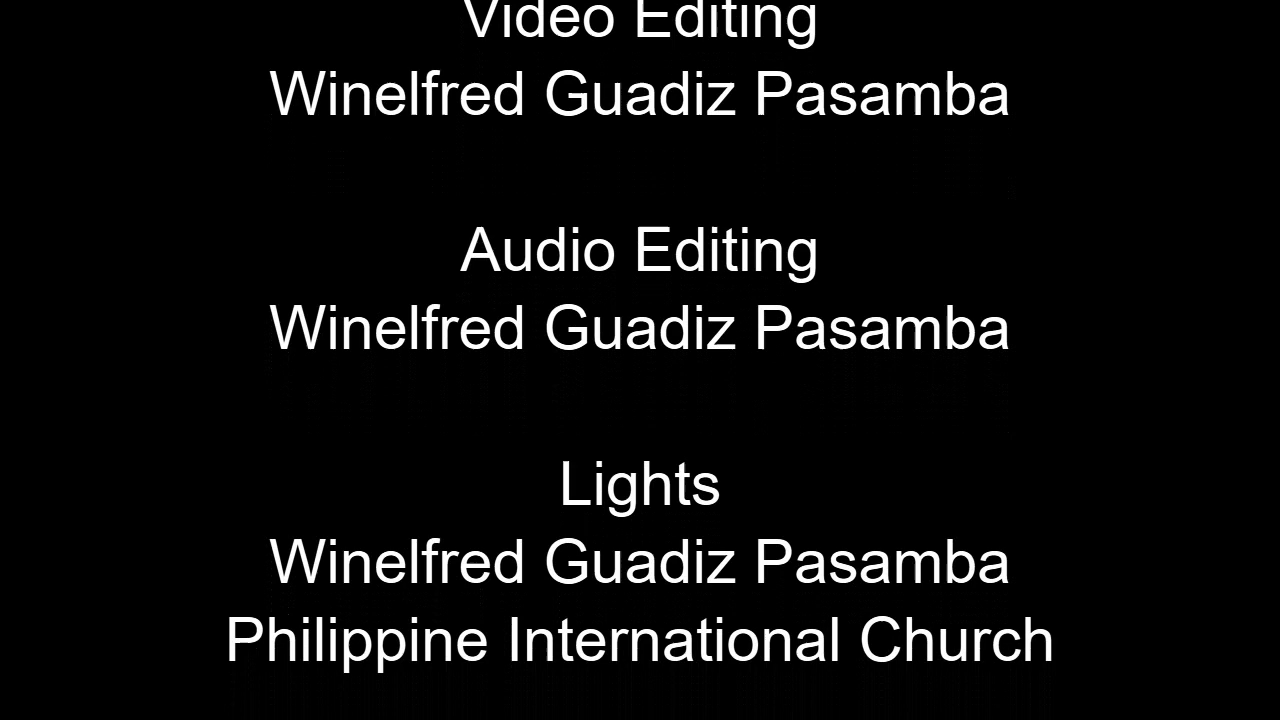 Video Editing
Winelfred Guadiz Pasamba
Audio Editing
Winelfred Guadiz Pasamba
Lights
Winelfred Guadiz Pasamba
Philippine International Church